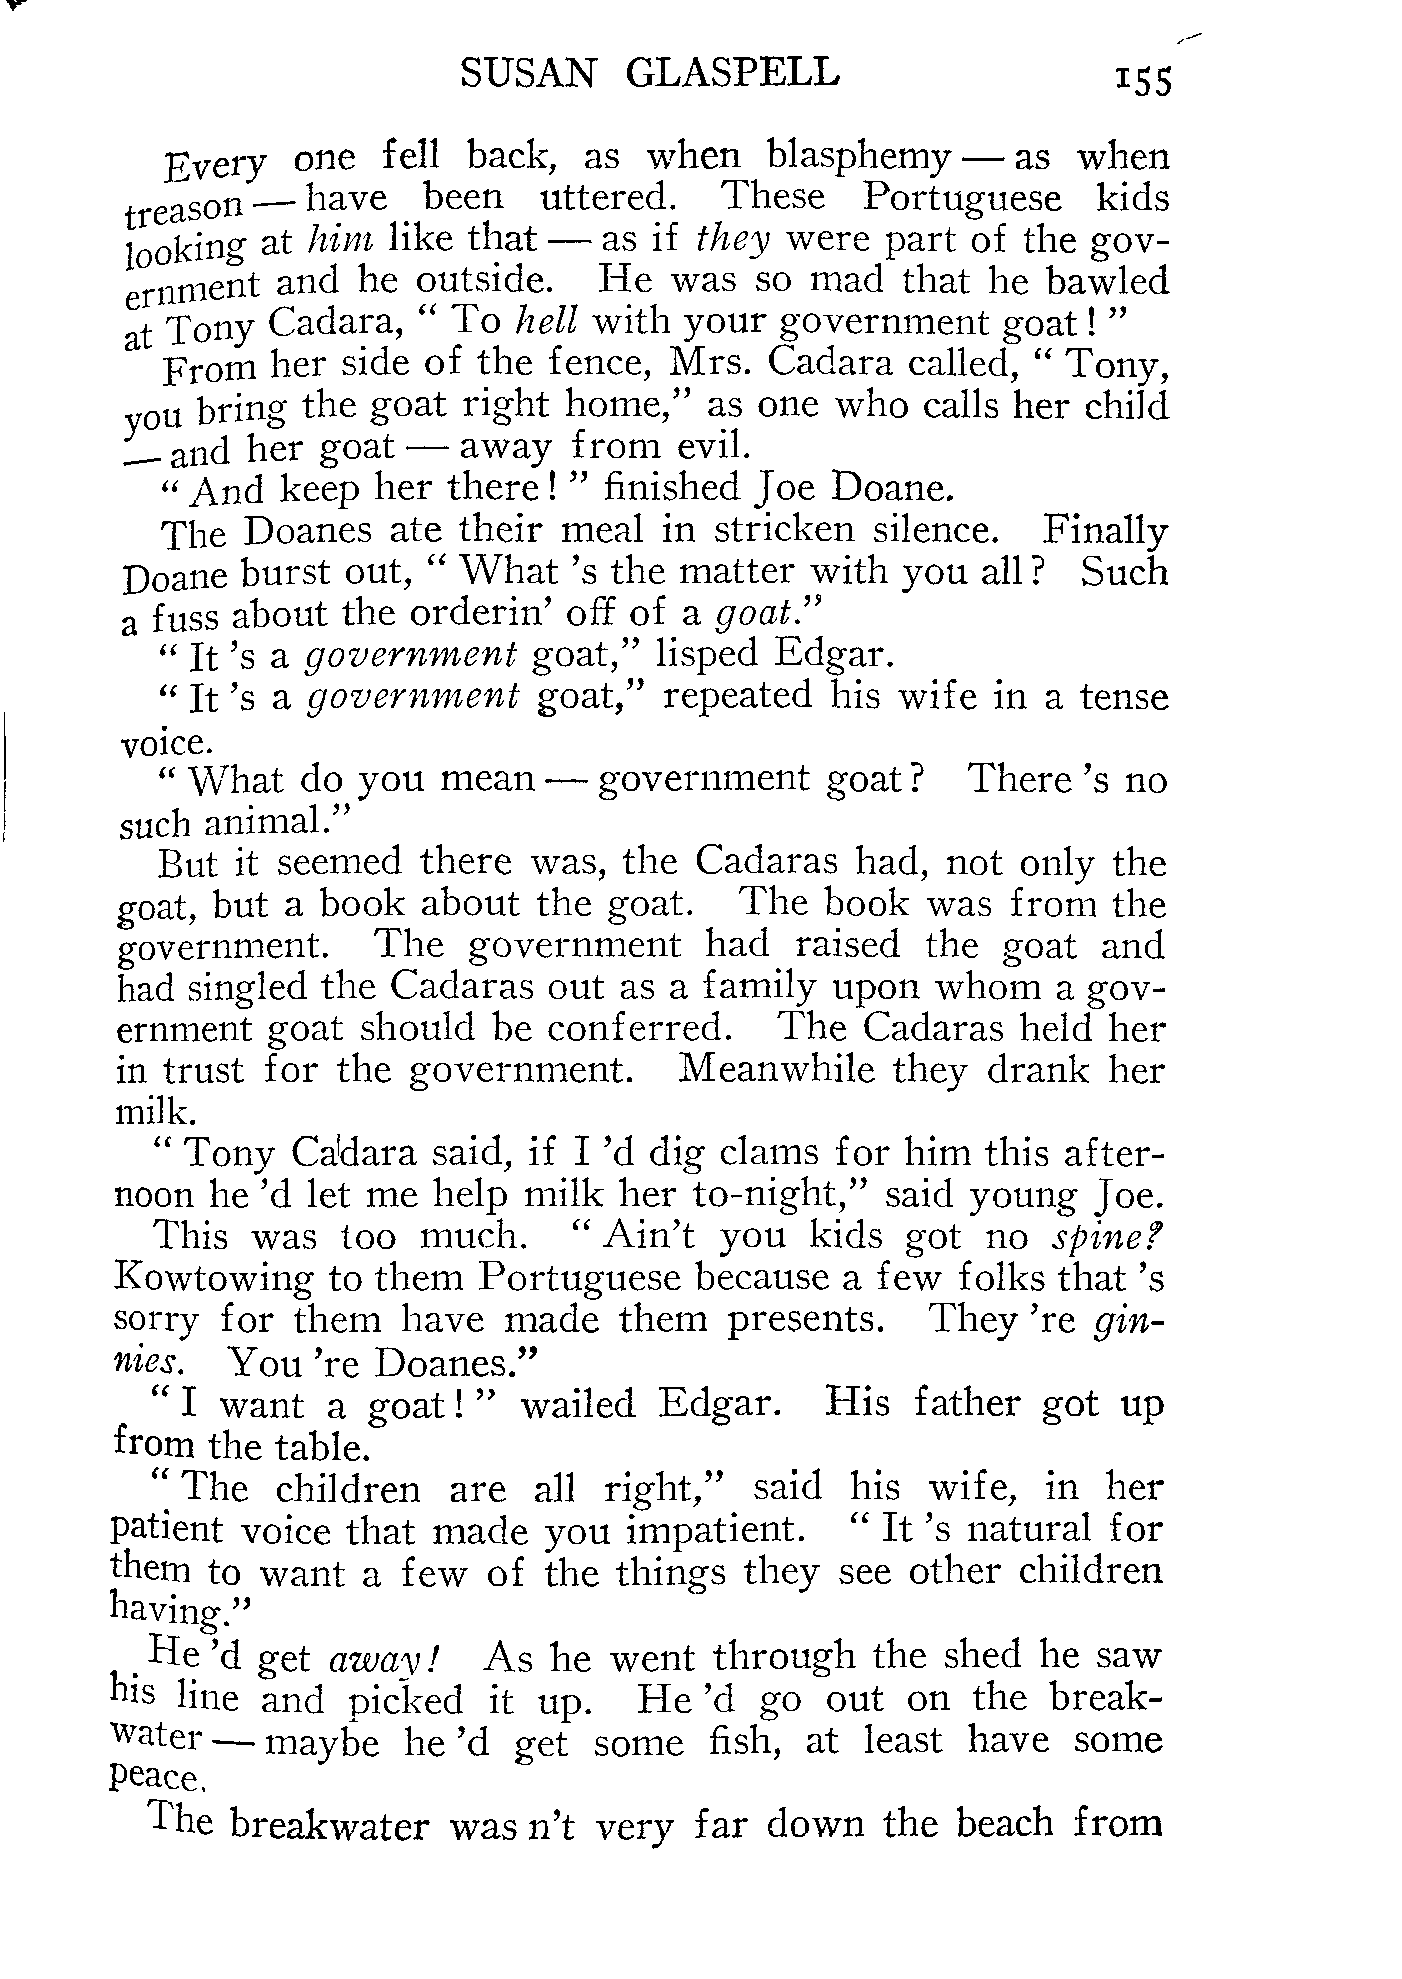 SUSAN GLASPELL 155
Every one fell back, as when blasphemy — as when
treason — have been uttered. These Portuguese kids
looking at him like that — as if they were part of the gov-
ernment and he outside. He was so mad that he bawled
at Tony Cadara, “ To hell with your government goat ! ”
From her side of the fence, Mrs. Cadara called, “ Tony,
you bring the goat right home,” as one who calls her child
— and her goat — away from evil.
“ And keep her there ! ” finished Joe Doane.
The Doanes ate their meal in stricken silence. Finally
Doane burst out, “ What 's the matter with you all ? Such
a fuss about the orderin' off of a goat.”
“ It 's a government goat,” lisped Edgar.
“ It 's a government goat,” repeated his wife in a tense
voice.
“ What do you mean — government goat ? There 's no
such animal.”
But it seemed there was, the Cadaras had, not only the
goat, but a book about the goat. The book was from the
government. The government had raised the goat and
had singled the Cadaras out as a family upon whom a gov-
ernment goat should be conferred. The Cadaras held her
in trust for the government. Meanwhile they drank her
milk.
“ Tony Cadara said, if I 'd dig clams for him this after-
noon he 'd let me help milk her to-night,” said young Joe.
This was too much. “ Ain't you kids got no spine?
Kowtowing to them Portuguese because a few folks that 's
sorry for them have made them presents. They 're gin-
nies. You 're Doanes.”
“ I want a goat ! ” wailed Edgar. His father got up
from the table.
“ The children are all right,” said his wife, in her
patient voice that made you impatient. “ It 's natural for
them to want a few of the things they see other children
having.”
He 'd get away! As he went through the shed he saw
his line and picked it up. He 'd go out on the break-
water — maybe he 'd get some fish, at least have some
peace.
The breakwater was n't very far down the beach from